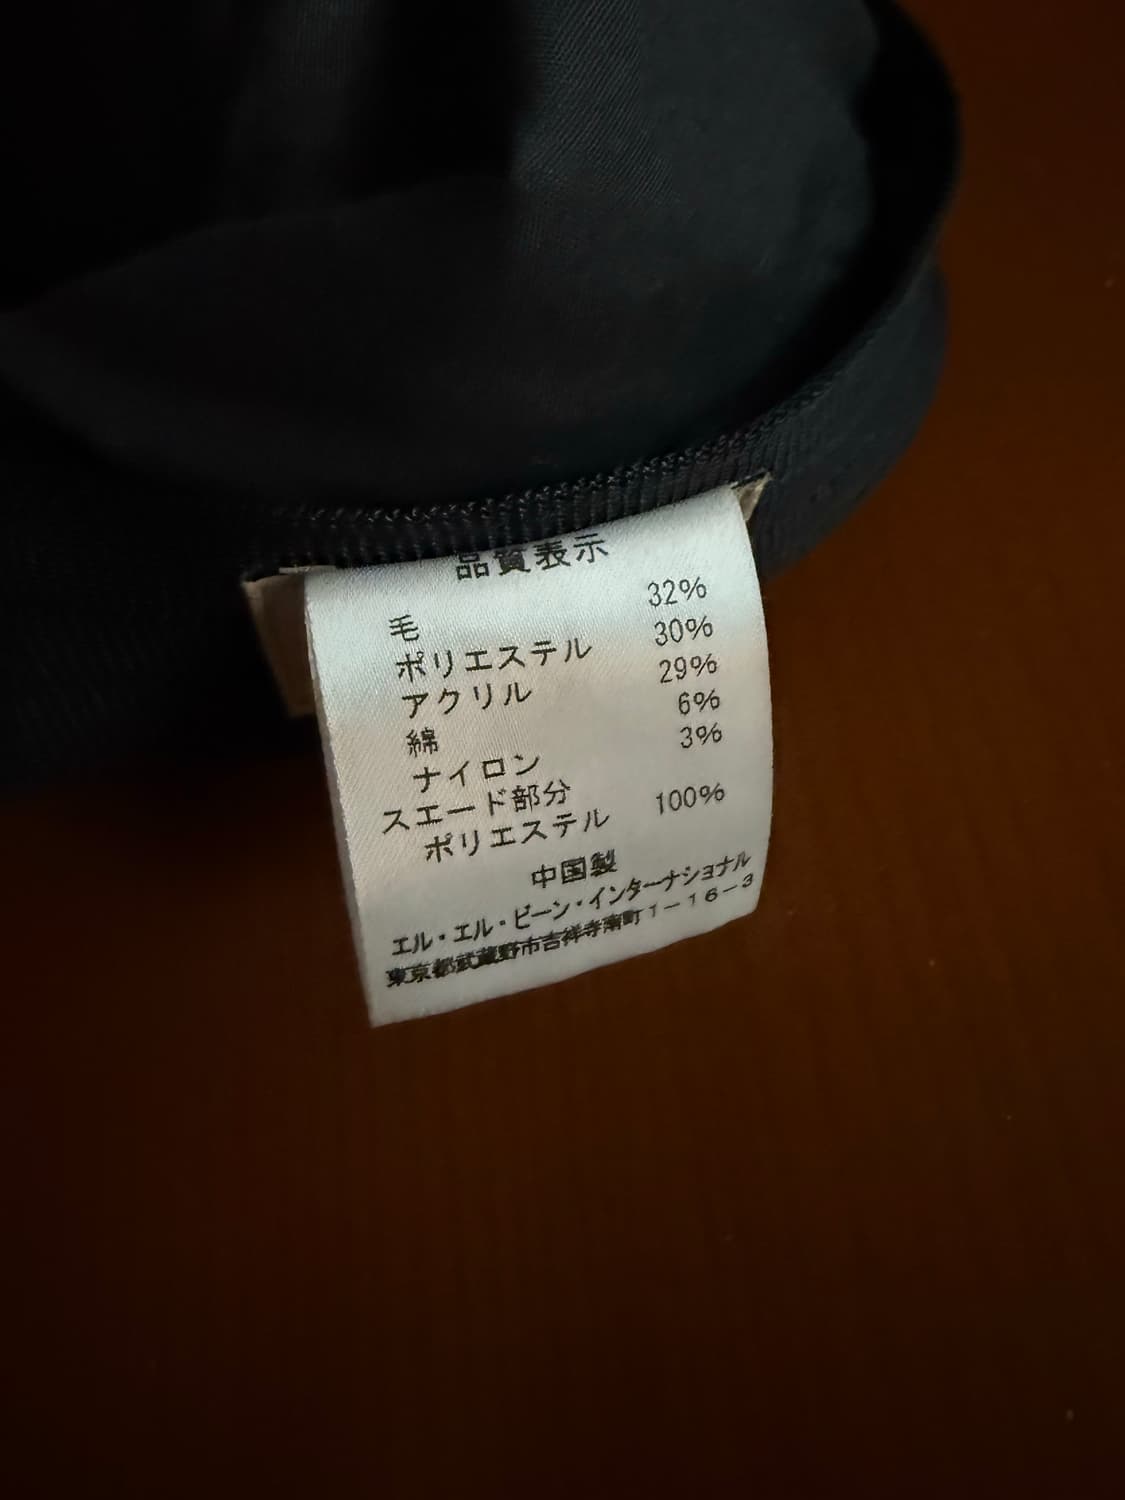 品質表示
毛 32%
ポリエステル 30%
アクリル 29%
綿 6%
ナイロン 3%
スエード部分
ポリエステル 100%
中国製
エル・エル・ビーン・インターナショナル
東京都武蔵野市吉祥寺南町1-16-3